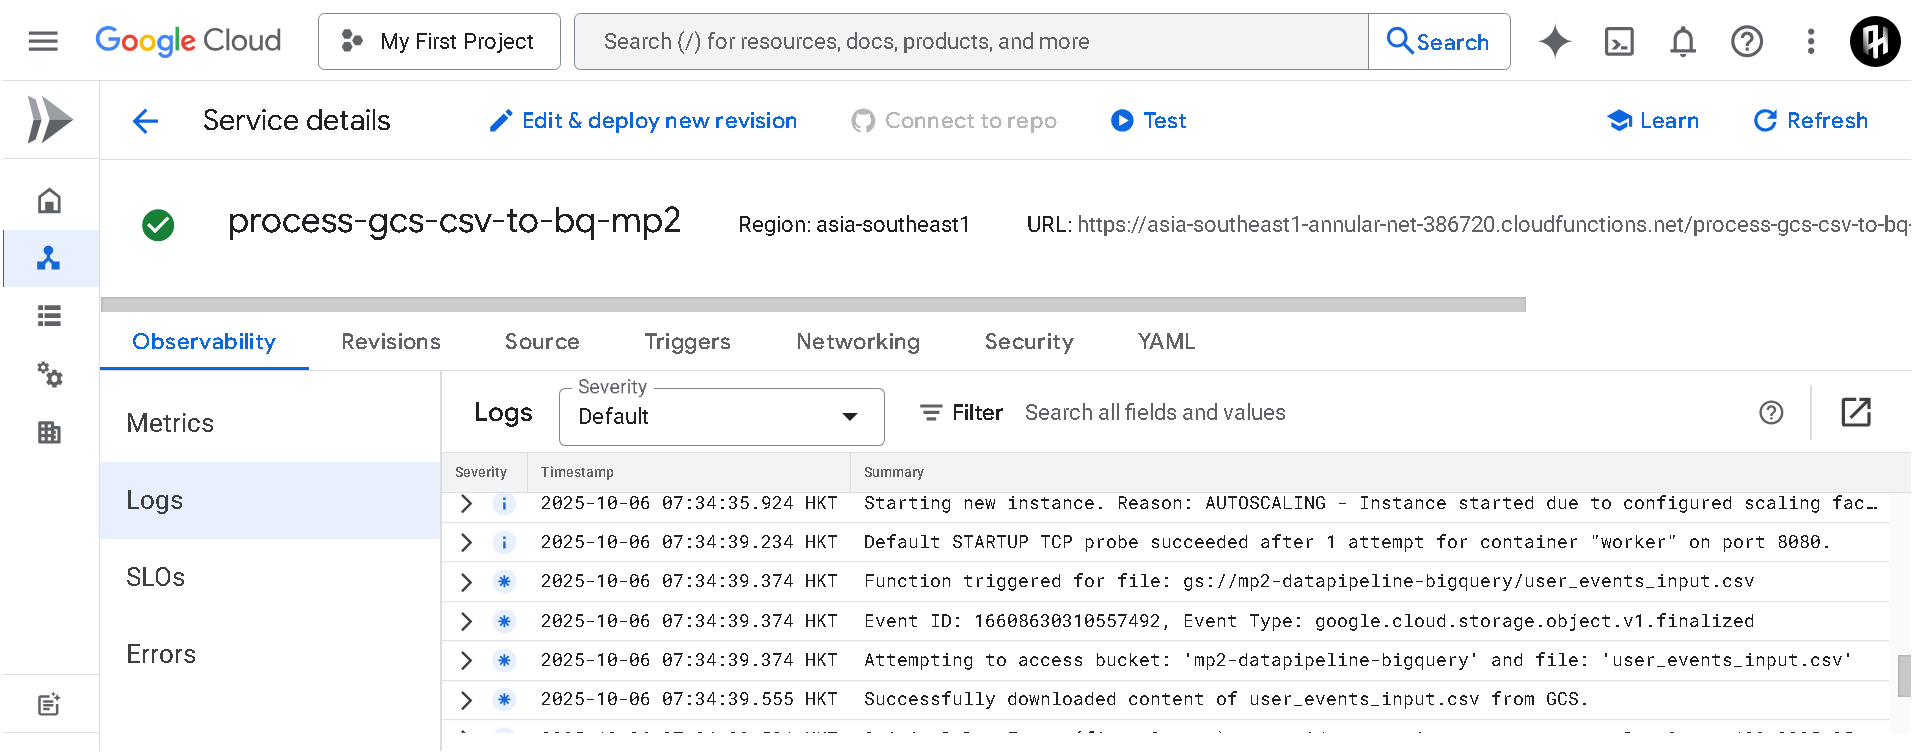 Google Cloud
My First Project
Search (/) for resources, docs, products, and more
Search
Service details
Edit & deploy new revision
Connect to repo
Test
Learn
Refresh
process-gcs-csv-to-bq-mp2
Region: asia-southeast1
URL: https://asia-southeast1-annular-net-386720.cloudfunctions.net/process-gcs-csv-to-bq-
Observability
Revisions
Source
Triggers
Networking
Security
YAML
Metrics
Logs
SLOs
Errors
Logs
Severity
Default
Filter
Search all fields and values
Severity Timestamp Summary
2025-10-06 07:34:35.924 HKT Starting new instance. Reason: AUTOSCALING - Instance started due to configured scaling fac…
2025-10-06 07:34:39.234 HKT Default STARTUP TCP probe succeeded after 1 attempt for container "worker" on port 8080.
2025-10-06 07:34:39.374 HKT Function triggered for file: gs://mp2-datapipeline-bigquery/user_events_input.csv
2025-10-06 07:34:39.374 HKT Event ID: 16608630310557492, Event Type: google.cloud.storage.object.v1.finalized
2025-10-06 07:34:39.374 HKT Attempting to access bucket: 'mp2-datapipeline-bigquery' and file: 'user_events_input.csv'
2025-10-06 07:34:39.555 HKT Successfully downloaded content of user_events_input.csv from GCS.